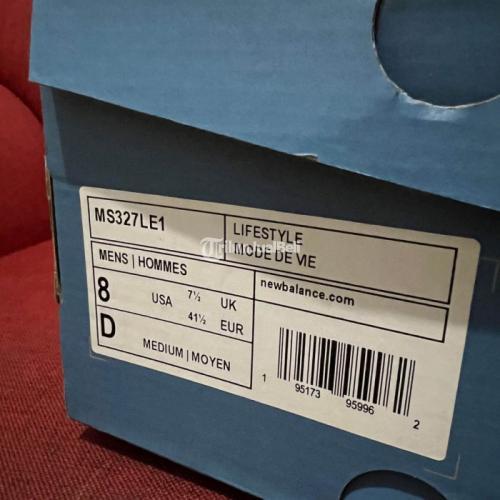 MS327LE1
LIFESTYLE
MODE DE VIE
MENS | HOMMES
8 USA 7½ UK
D 41½ EUR
MEDIUM | MOYEN
newbalance.com
1 95173 95996 2